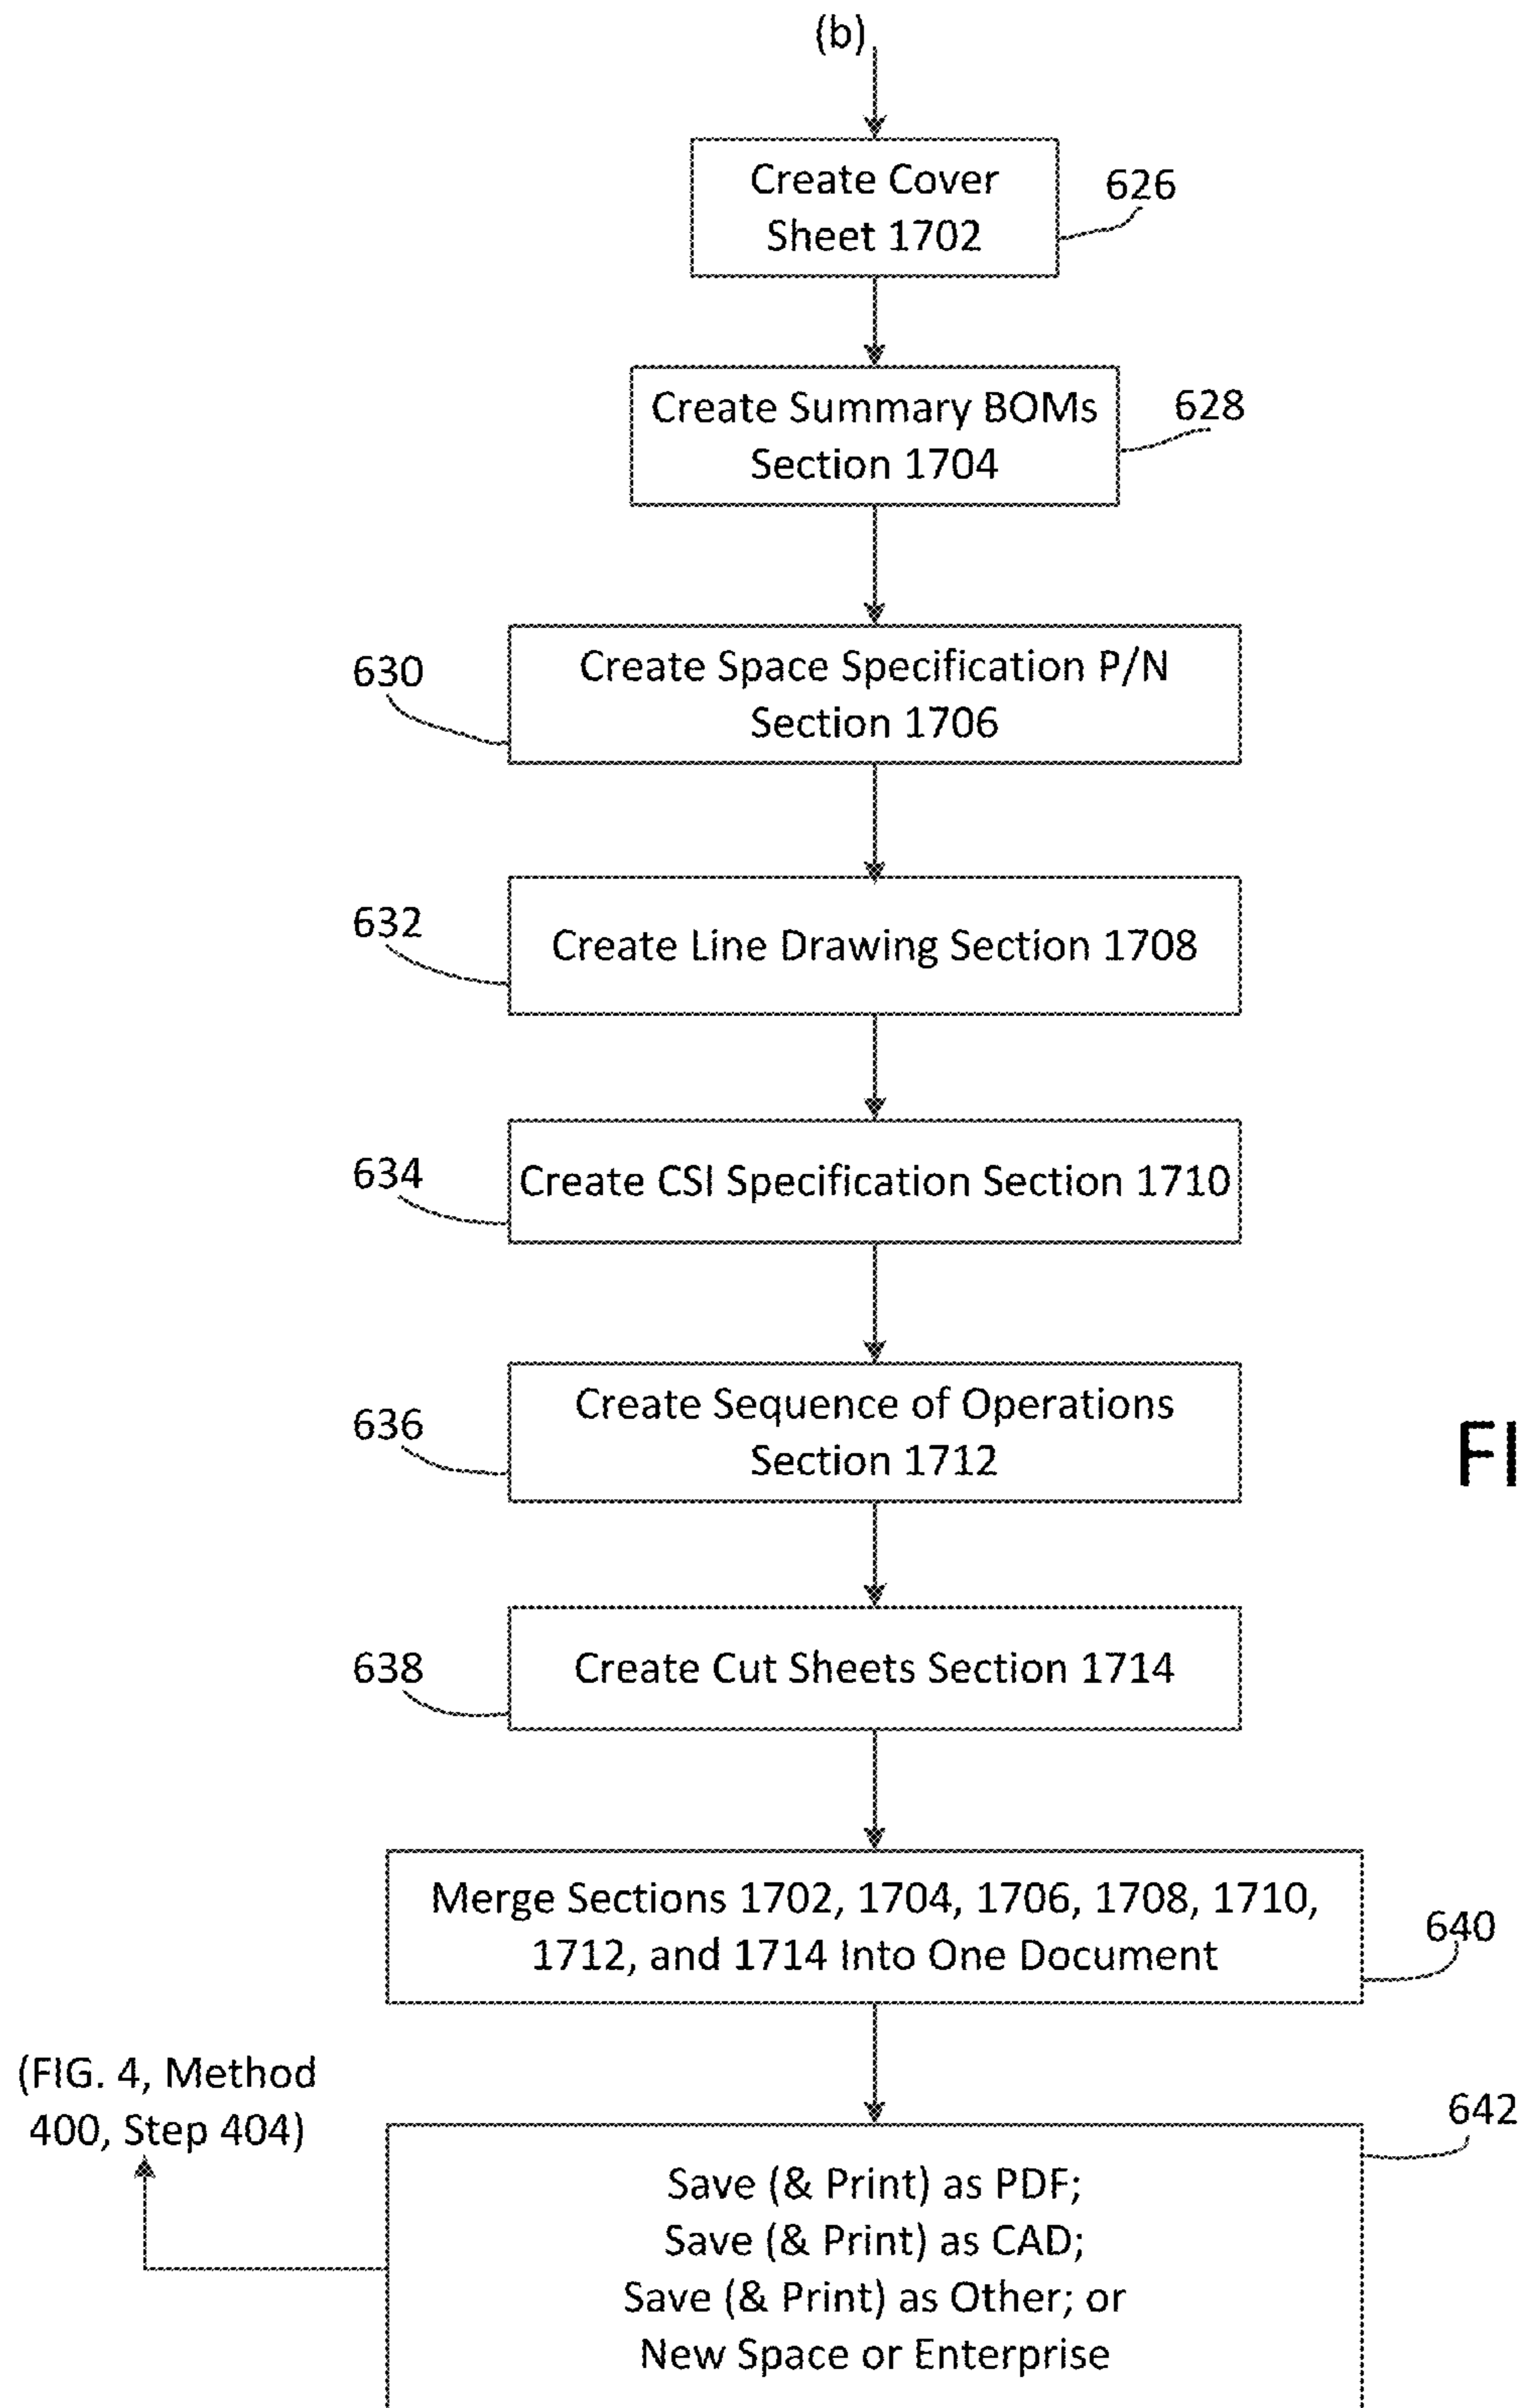 (b)
Create Cover
Sheet 1702
626
Create Summary BOMs
Section 1704
628
630
Create Space Specification P/N
Section 1706
632
Create Line Drawing Section 1708
634
Create CSI Specification Section 1710
636
Create Sequence of Operations
Section 1712
FI
638
Create Cut Sheets Section 1714
Merge Sections 1702, 1704, 1706, 1708, 1710,
1712, and 1714 Into One Document
640
(FIG. 4, Method
400, Step 404)
642
Save (& Print) as PDF;
Save (& Print) as CAD;
Save (& Print) as Other; or
New Space or Enterprise